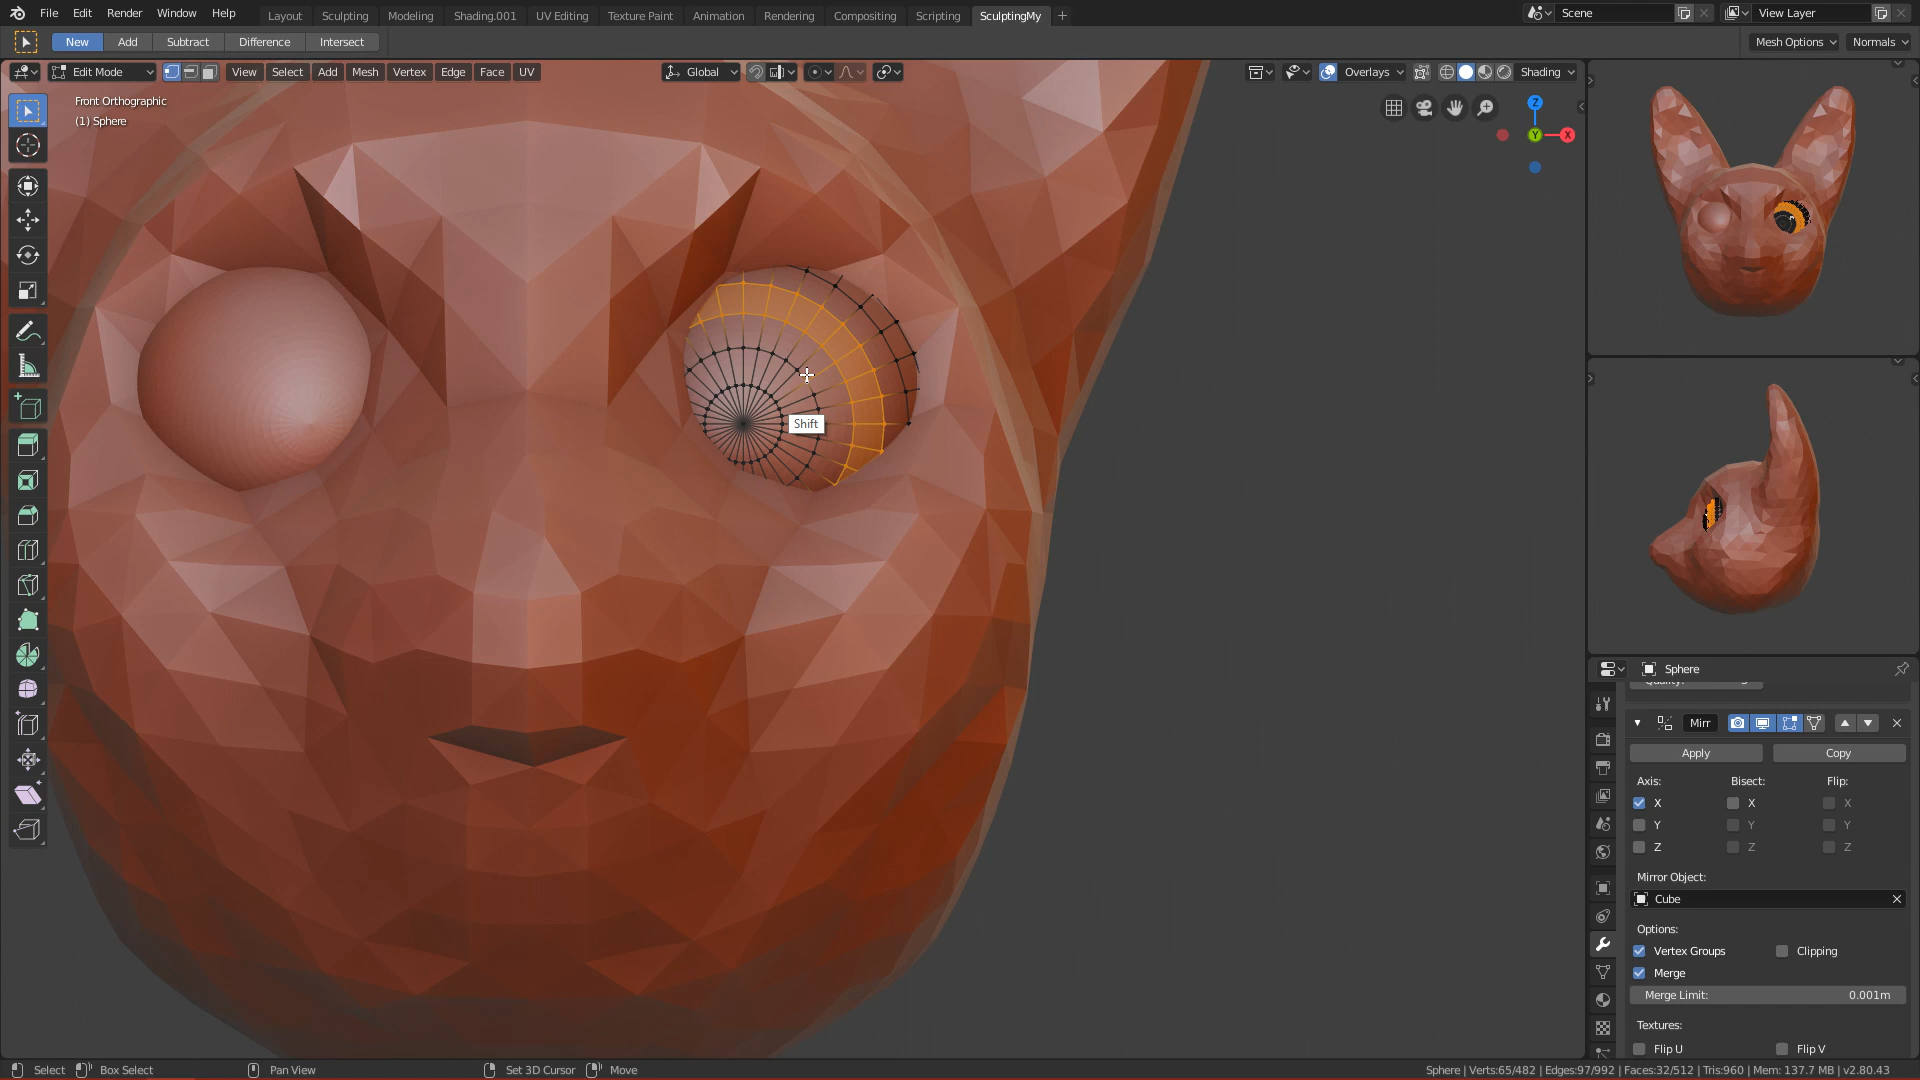 File Edit Render Window Help
Layout Sculpting Modeling Shading.001 UV Editing Texture Paint Animation Rendering Compositing Scripting SculptingMy +
Scene
View Layer
New Add Subtract Difference Intersect
Mesh Options Normals
Edit Mode
View Select Add Mesh Vertex Edge Face UV
Global
Overlays
Shading
Front Orthographic
(1) Sphere
Z
Y
X
Shift
Sphere
Mirr
Apply Copy
Axis: Bisect: Flip:
X X X
Y Y Y
Z Z Z
Mirror Object:
Cube
Options:
Vertex Groups Clipping
Merge
Merge Limit: 0.001m
Textures:
Flip U Flip V
Select Box Select Pan View Set 3D Cursor Move
Sphere | Verts:65/482 | Edges:97/992 | Faces:32/512 | Tris:960 | Mem: 137.7 MB | v2.80.43